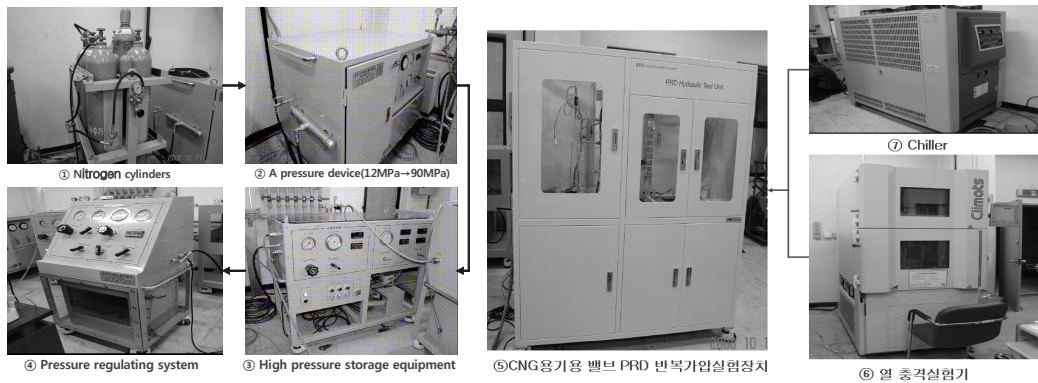 ① Nitrogen cylinders
② A pressure device(12MPa→90MPa)
④ Pressure regulating system
③ High pressure storage equipment
PRD Hydraulic Test Unit
⑤CNG용기용 밸브 PRD 반복가압실험장치
⑦ Chiller
Climats
⑥ 열 충격실험기